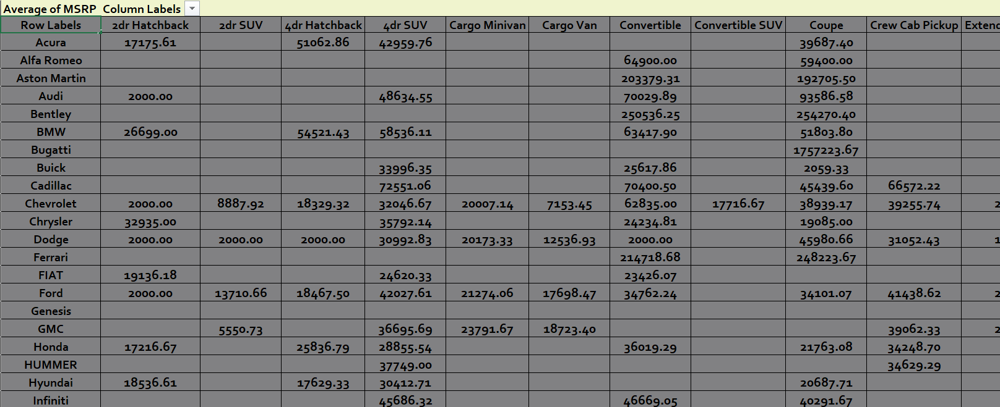 Average of MSRP Column Labels
Row Labels 2dr Hatchback 2dr SUV 4dr Hatchback 4dr SUV Cargo Minivan Cargo Van Convertible Convertible SUV Coupe Crew Cab Pickup Extend
Acura 17175.61 51062.86 42959.76 39687.40
Alfa Romeo 64900.00 59400.00
Aston Martin 203379.31 192705.50
Audi 2000.00 48634.55 70029.89 93586.58
Bentley 250536.25 254270.40
BMW 26699.00 54521.43 58536.11 63417.90 51803.80
Bugatti 1757223.67
Buick 33996.35 25617.86 2059.33
Cadillac 72551.06 70400.50 45439.60 66572.22
Chevrolet 2000.00 8887.92 18329.32 32046.67 20007.14 7153.45 62835.00 17716.67 38939.17 39255.74 2
Chrysler 32935.00 35792.14 24234.81 19085.00
Dodge 2000.00 2000.00 2000.00 30992.83 20173.33 12536.93 2000.00 45980.66 31052.43 1
Ferrari 214718.68 248223.67
FIAT 19136.18 24620.33 23426.07
Ford 2000.00 13710.66 18467.50 42027.61 21274.06 17698.47 34762.24 34101.07 41438.62 2
Genesis
GMC 5550.73 36695.69 23791.67 18723.40 39062.33 2
Honda 17216.67 25836.79 28855.54 36019.29 21763.08 34248.70
HUMMER 37749.00 34629.29
Hyundai 18536.61 17629.33 30412.71 20687.71
Infiniti 45686.32 46669.05 40291.67